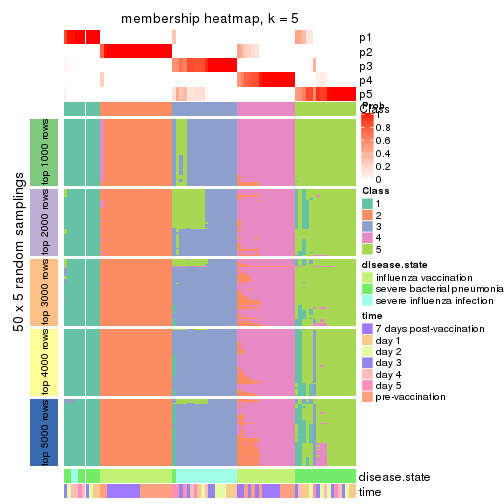 membership heatmap, k = 5
p1
p2
p3
p4
p5
Class
Prob
1
0.8
0.6
0.4
0.2
0
Class
1
2
3
4
5
disease.state
influenza vaccination
severe bacterial pneumonia
severe influenza infection
time
7 days post-vaccination
day 1
day 2
day 3
day 4
day 5
pre-vaccination
50 x 5 random samplings
top 1000 rows
top 2000 rows
top 3000 rows
top 4000 rows
top 5000 rows
disease.state
time